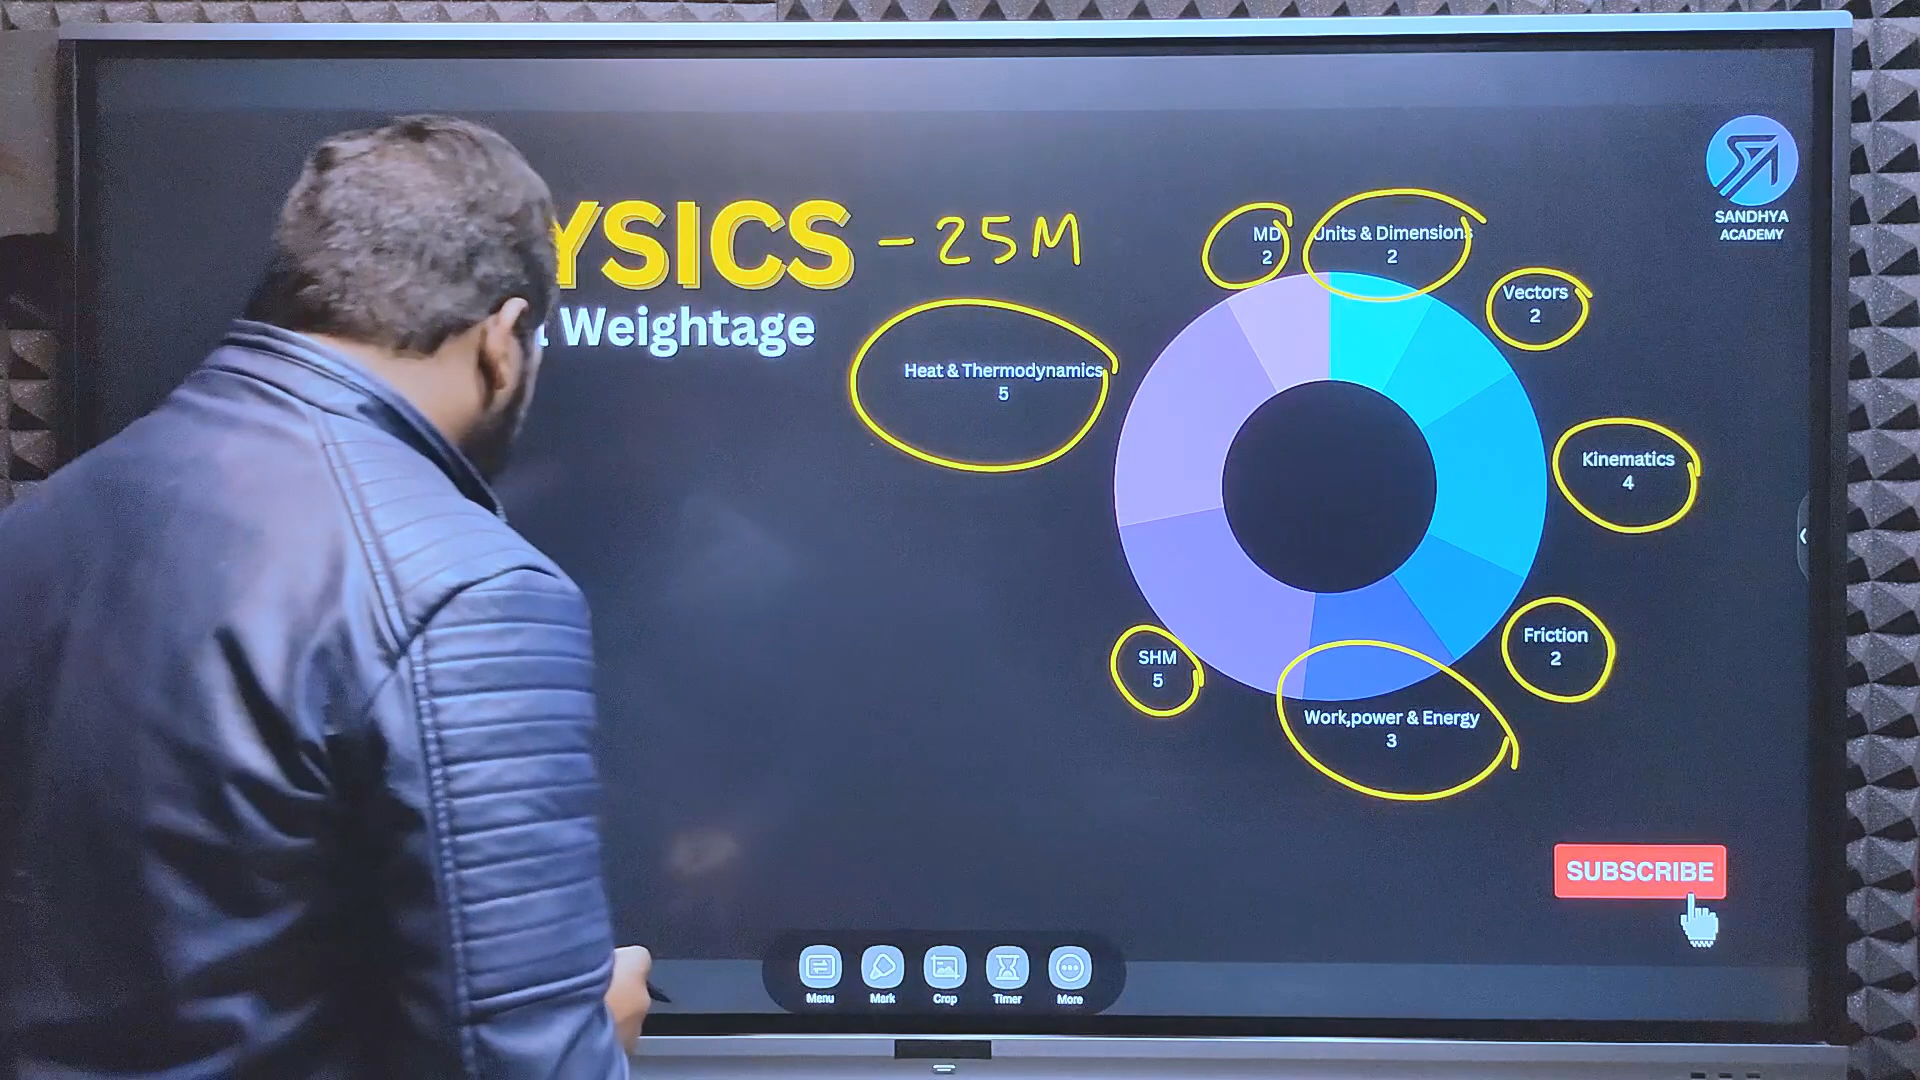 YSICS - 25M
Weightage
MD
2
Units & Dimensions
2
Vectors
2
Heat & Thermodynamics
5
Kinematics
4
Friction
2
SHM
5
Work,power & Energy
3
SANDHYA
ACADEMY
SUBSCRIBE
Menu
Mark
Crop
Timer
More